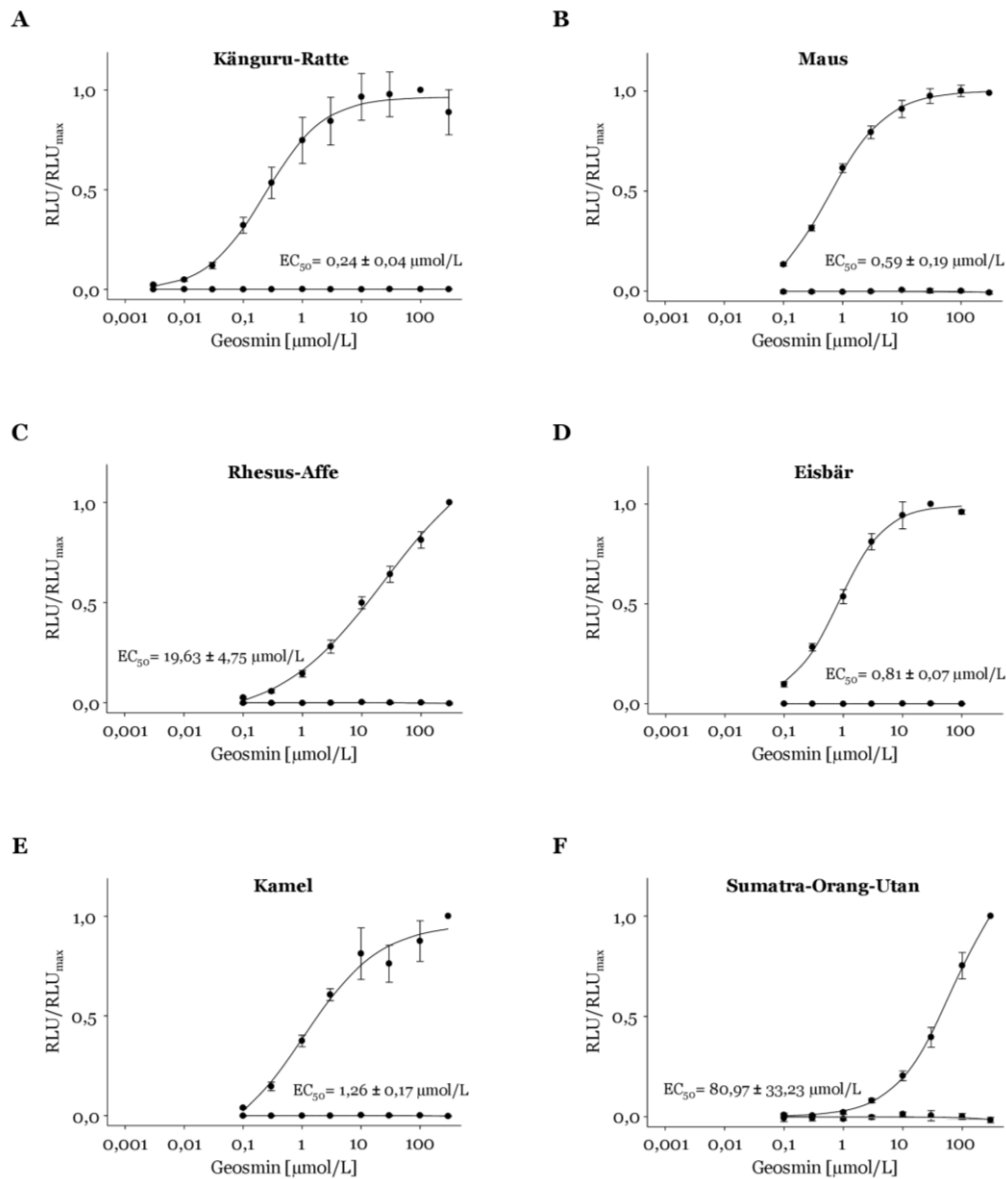 A
Känguru-Ratte
1,0
0,5
0,0
RLU/RLUmax
EC50= 0,24 ± 0,04 µmol/L
0,001 0,01 0,1 1 10 100
Geosmin [µmol/L]
B
Maus
1,0
0,5
0,0
RLU/RLUmax
EC50= 0,59 ± 0,19 µmol/L
0,001 0,01 0,1 1 10 100
Geosmin [µmol/L]
C
Rhesus-Affe
1,0
0,5
0,0
RLU/RLUmax
EC50= 19,63 ± 4,75 µmol/L
0,001 0,01 0,1 1 10 100
Geosmin [µmol/L]
D
Eisbär
1,0
0,5
0,0
RLU/RLUmax
EC50= 0,81 ± 0,07 µmol/L
0,001 0,01 0,1 1 10 100
Geosmin [µmol/L]
E
Kamel
1,0
0,5
0,0
RLU/RLUmax
EC50= 1,26 ± 0,17 µmol/L
0,001 0,01 0,1 1 10 100
Geosmin [µmol/L]
F
Sumatra-Orang-Utan
1,0
0,5
0,0
RLU/RLUmax
EC50= 80,97 ± 33,23 µmol/L
0,001 0,01 0,1 1 10 100
Geosmin [µmol/L]